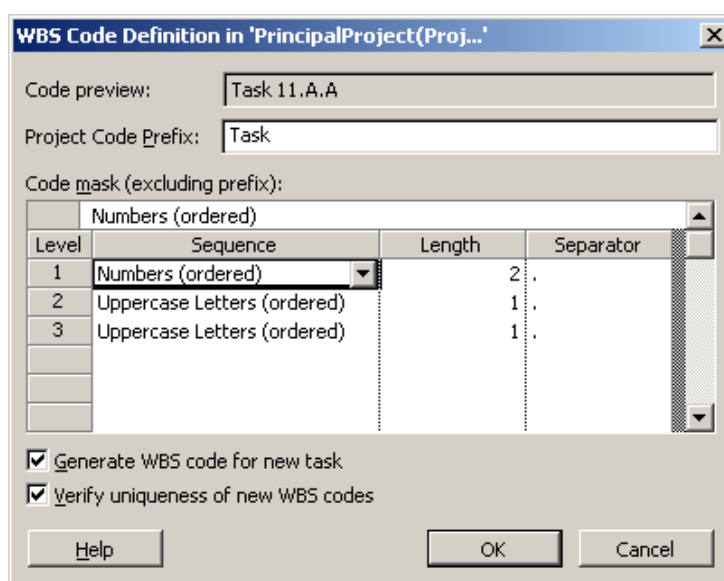 WBS Code Definition in 'PrincipalProject(Proj...'
Code preview: Task 11.A.A
Project Code Prefix: Task
Code mask (excluding prefix):
Numbers (ordered)
Level Sequence Length Separator
1 Numbers (ordered) 2 .
2 Uppercase Letters (ordered) 1 .
3 Uppercase Letters (ordered) 1 .
Generate WBS code for new task
Verify uniqueness of new WBS codes
Help OK Cancel